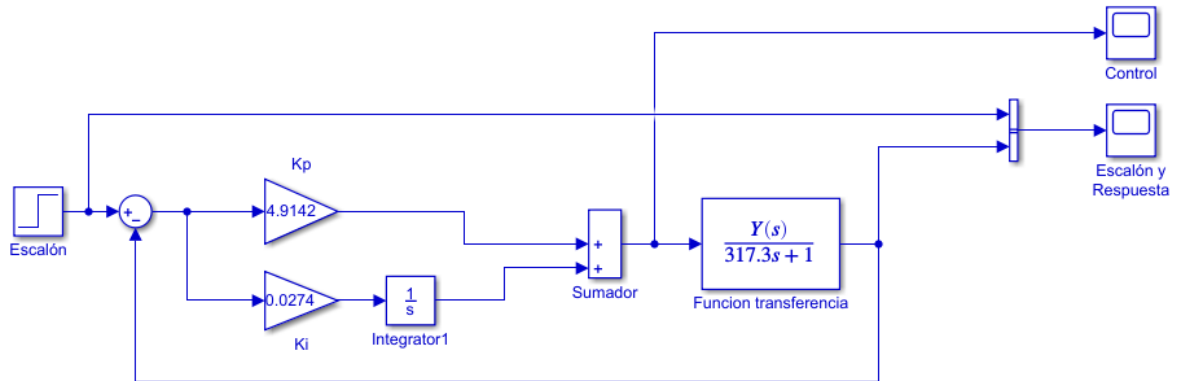 Control
Escalón y
Respuesta
Kp
Escalón
+
−
4.9142
+
+
Sumador
Y(s)
317.3s + 1
Funcion transferencia
0.0274
Ki
1
s
Integrator1